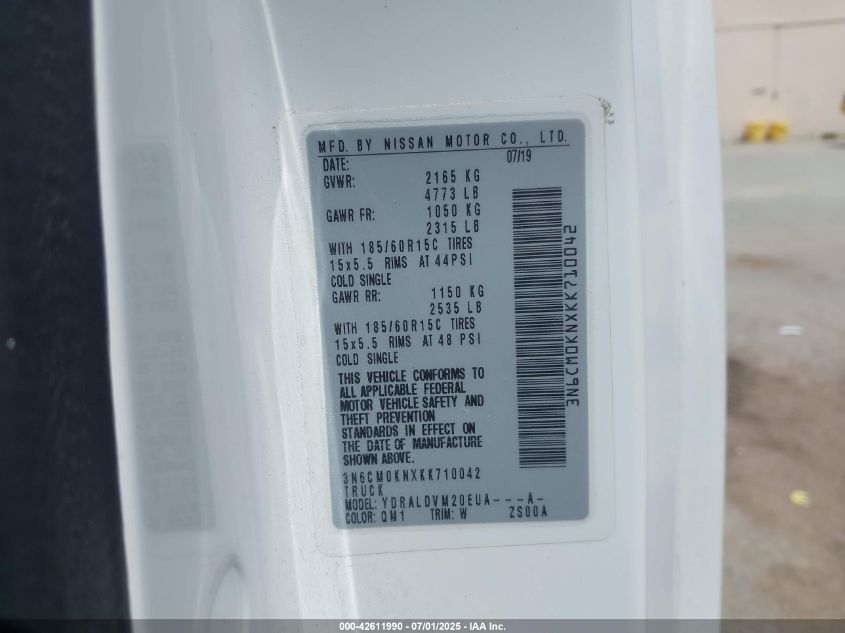 MFD. BY NISSAN MOTOR CO., LTD.
DATE: 07/19
GVWR: 2165 KG
4773 LB
GAWR FR: 1050 KG
2315 LB
WITH 185/60R15C TIRES
15x5.5 RIMS AT 44PSI
COLD SINGLE
GAWR RR: 1150 KG
2535 LB
WITH 185/60R15C TIRES
15x5.5 RIMS AT 48 PSI
COLD SINGLE
THIS VEHICLE CONFORMS TO
ALL APPLICABLE FEDERAL
MOTOR VEHICLE SAFETY AND
THEFT PREVENTION
STANDARDS IN EFFECT ON
THE DATE OF MANUFACTURE
SHOWN ABOVE.
3N6CM0KNXKK710042
TRUCK
MODEL: YDRALDVM20EUA---A-
COLOR: QM1 TRIM: W ZS00A
3N6CM0KNXKK710042
000-42611990 - 07/01/2025 - IAA Inc.